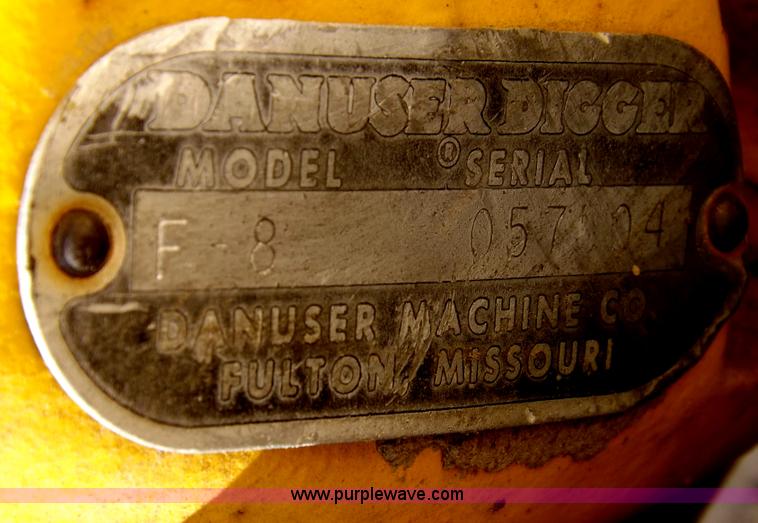 DANUSER DIGGER
MODEL ® SERIAL
F-8
DANUSER MACHINE CO.
FULTON, MISSOURI
www.purplewave.com